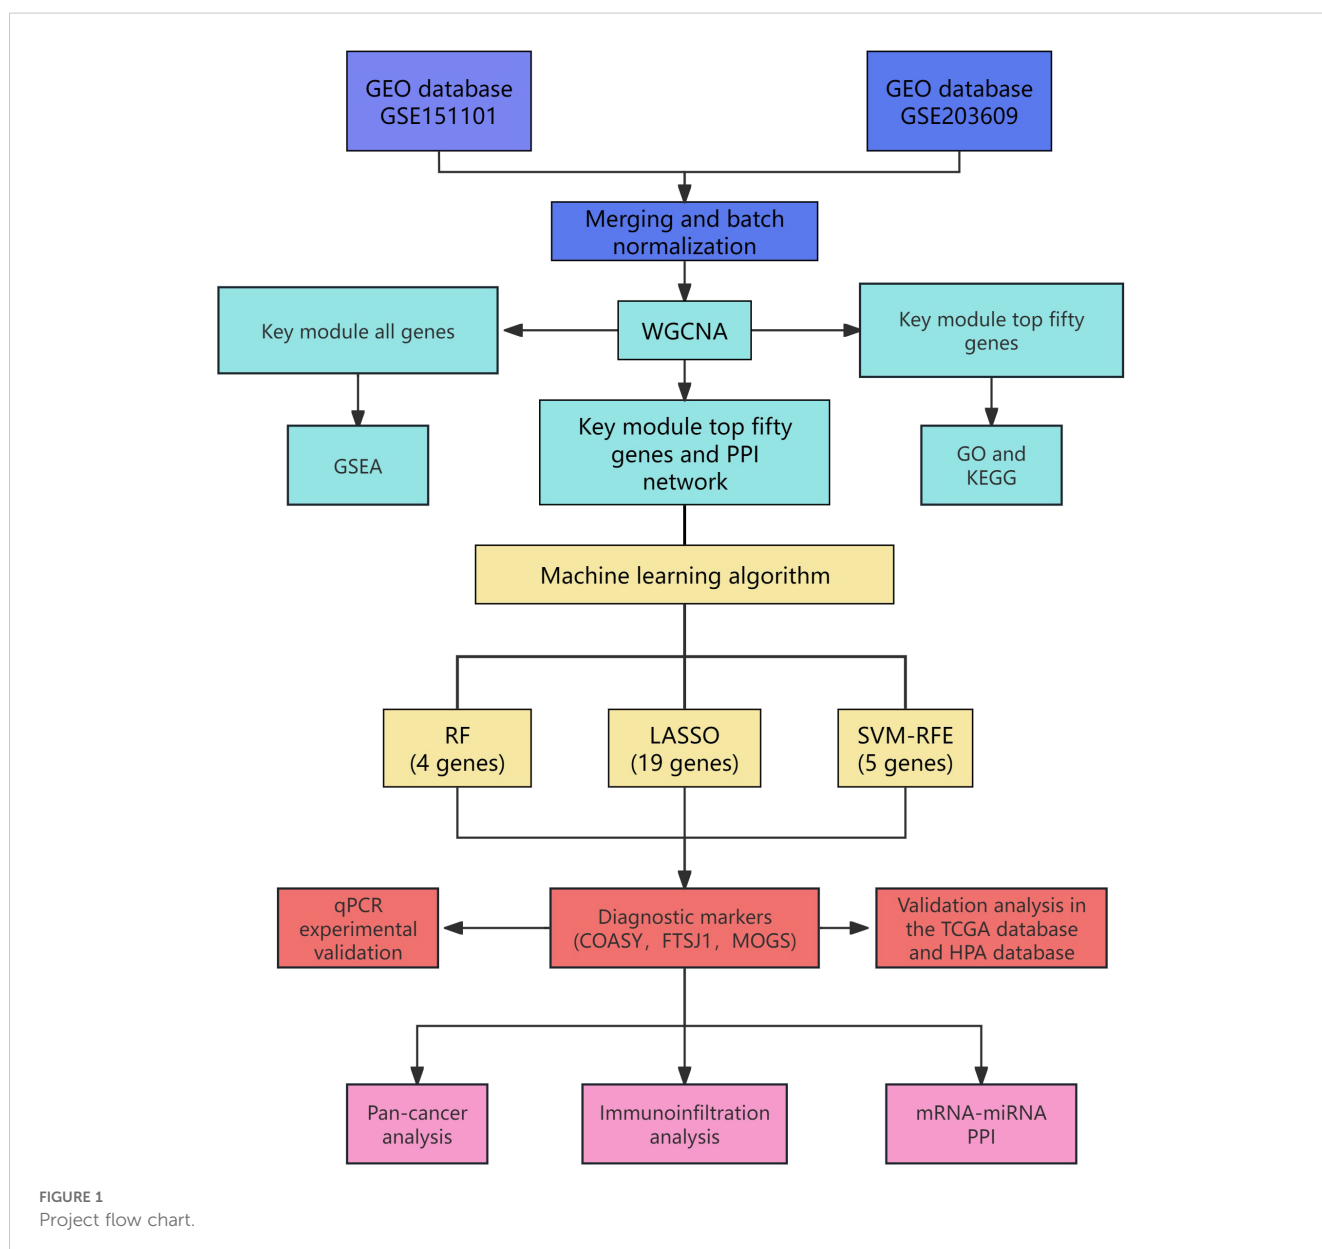 GEO database
GSE151101
GEO database
GSE203609
Merging and batch
normalization
Key module all genes
WGCNA
Key module top fifty
genes
GSEA
Key module top fifty
genes and PPI
network
GO and
KEGG
Machine learning algorithm
RF
(4 genes)
LASSO
(19 genes)
SVM-RFE
(5 genes)
qPCR
experimental
validation
Diagnostic markers
(COASY，FTSJ1，MOGS)
Validation analysis in
the TCGA database
and HPA database
Pan-cancer
analysis
Immunoinfiltration
analysis
mRNA-miRNA
PPI
FIGURE 1
Project flow chart.